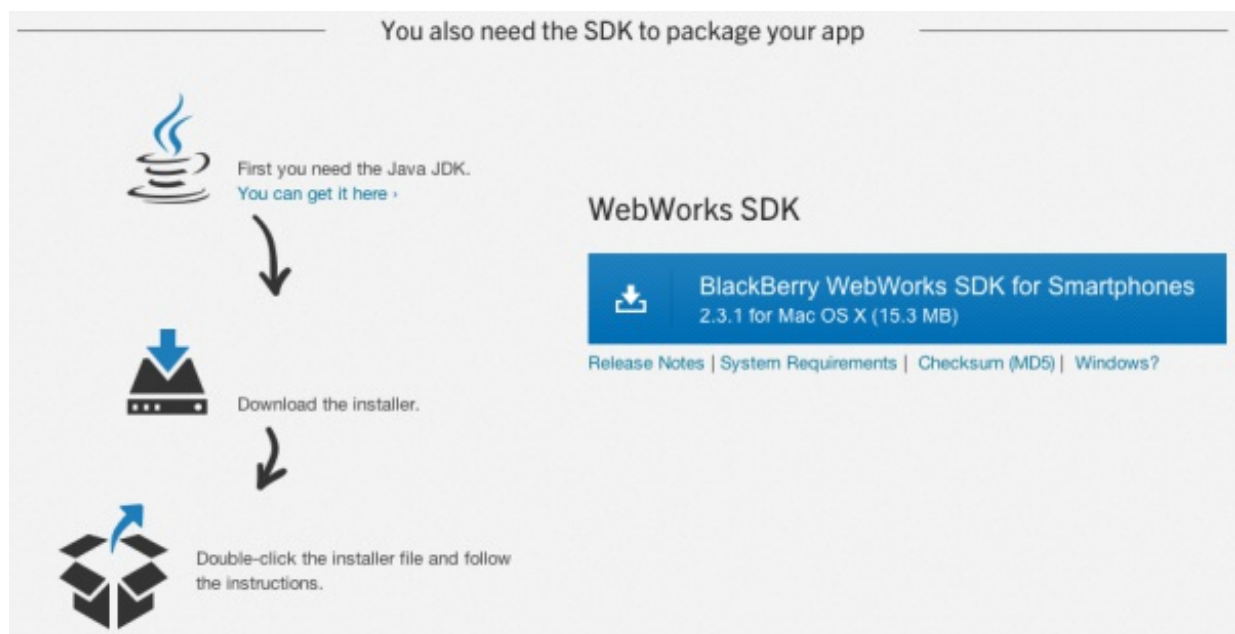 You also need the SDK to package your app
First you need the Java JDK.
You can get it here ›
Download the installer.
Double-click the installer file and follow
the instructions.
WebWorks SDK
BlackBerry WebWorks SDK for Smartphones
2.3.1 for Mac OS X (15.3 MB)
Release Notes | System Requirements | Checksum (MD5) | Windows?